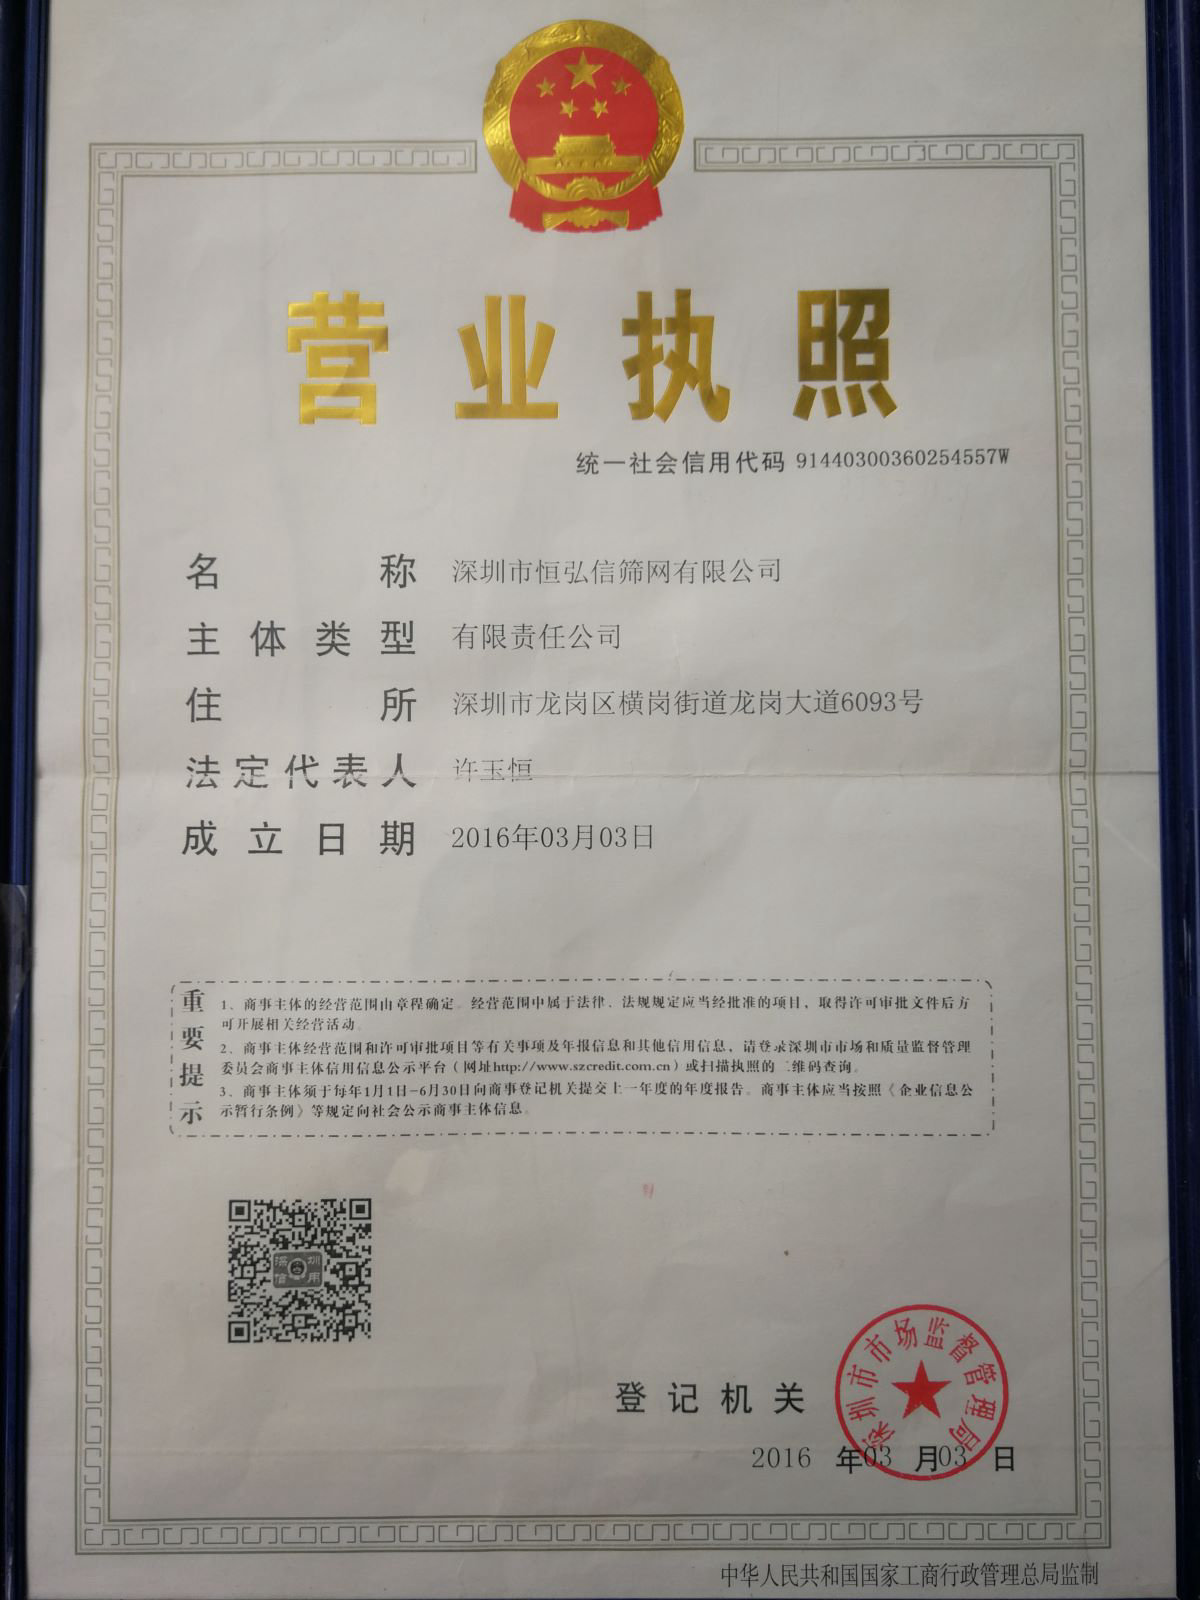 营业执照
统一社会信用代码 91440300360254557W
名称 深圳市恒弘信筛网有限公司
主体类型 有限责任公司
住所 深圳市龙岗区横岗街道龙岗大道6093号
法定代表人 许玉恒
成立日期 2016年03月03日
重要提示
1、商事主体的经营范围由章程确定。经营范围中属于法律、法规规定应当经批准的项目，取得许可审批文件后方
可开展相关经营活动。
2、商事主体经营范围和许可审批项目等有关事项及年报信息和其他信用信息，请登录深圳市市场和质量监督管理
委员会商事主体信用信息公示平台（网址http://www.szcredit.com.cn）或扫描执照的二维码查询。
3、商事主体须于每年1月1日-6月30日向商事登记机关提交上一年度的年度报告。商事主体应当按照《企业信息公
示暂行条例》等规定向社会公示商事主体信息。
深圳
信用
登记机关
深圳市市场监督管理局
2016 年03 月03 日
中华人民共和国国家工商行政管理总局监制